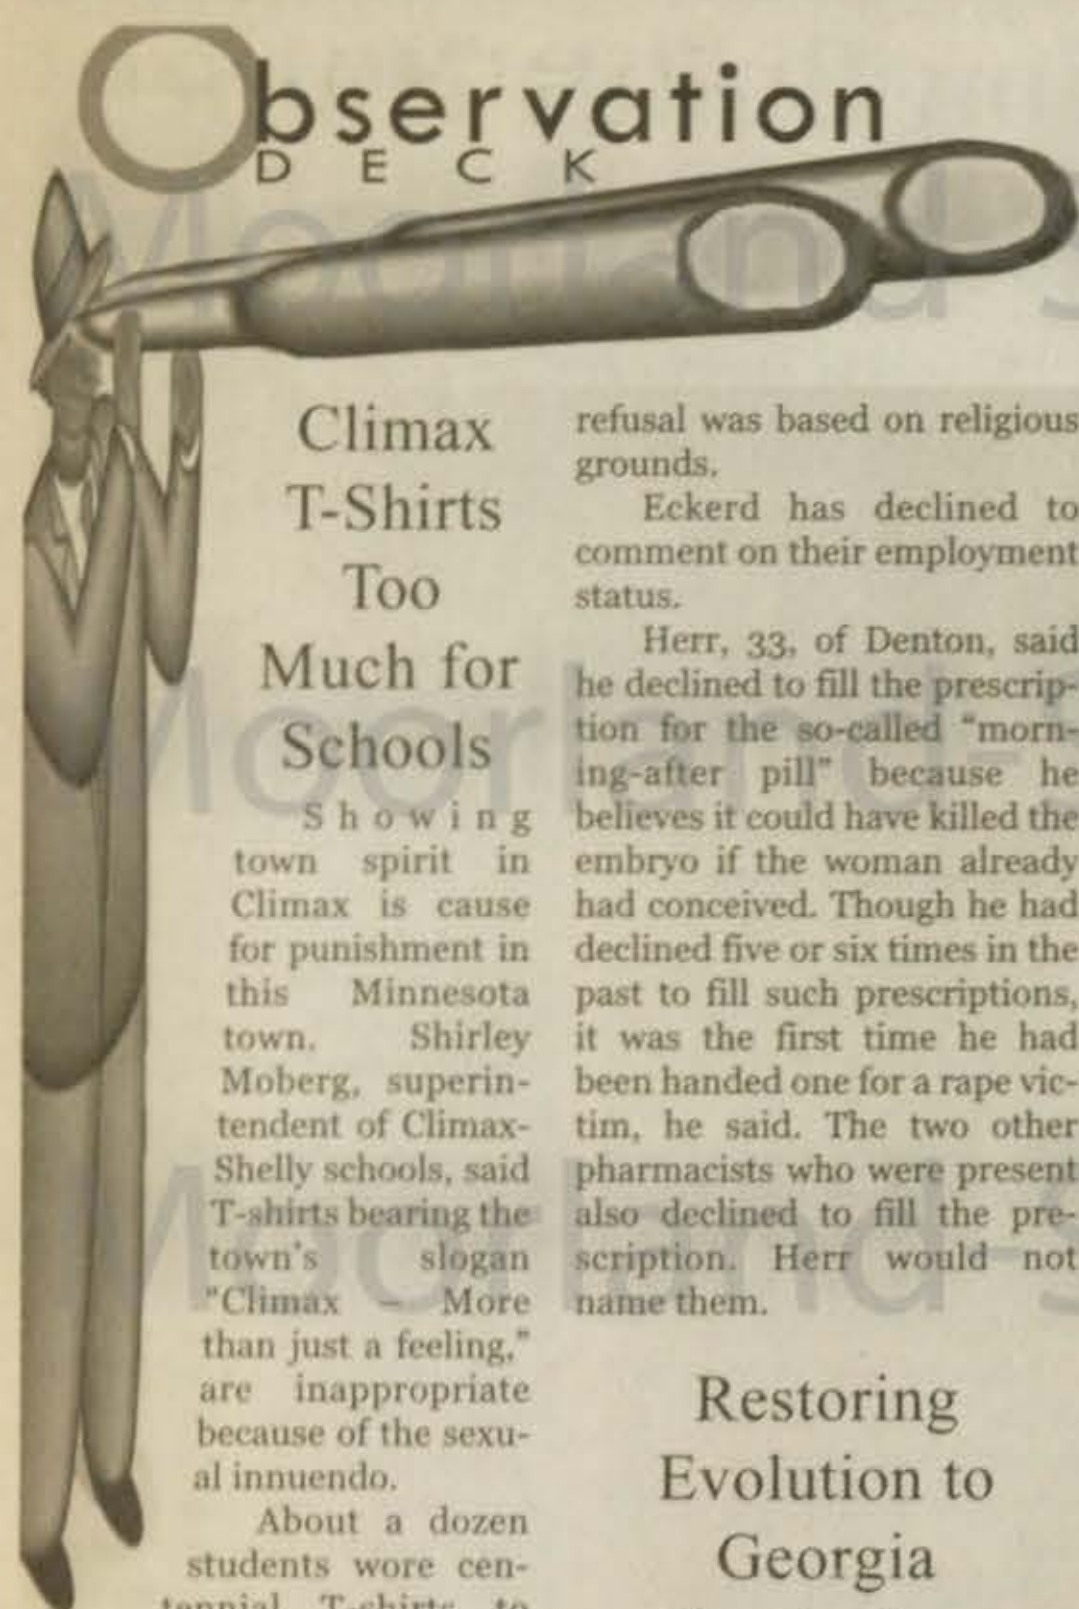 Observation
DECK
Climax
T-Shirts
Too
Much for
Schools
Showing
town spirit in
Climax is cause
for punishment in
this Minnesota
town. Shirley
Moberg, superin-
tendent of Climax-
Shelly schools, said
T-shirts bearing the
town's slogan
"Climax – More
than just a feeling,"
are inappropriate
because of the sexu-
al innuendo.
About a dozen
students wore cen-
tennial T-shirts to
refusal was based on religious
grounds.
Eckerd has declined to
comment on their employment
status.
Herr, 33, of Denton, said
he declined to fill the prescrip-
tion for the so-called "morn-
ing-after pill" because he
believes it could have killed the
embryo if the woman already
had conceived. Though he had
declined five or six times in the
past to fill such prescriptions,
it was the first time he had
been handed one for a rape vic-
tim, he said. The two other
pharmacists who were present
also declined to fill the pre-
scription. Herr would not
name them.
Restoring
Evolution to
Georgia
Moorland-S
Moorland-S
Moorland-S